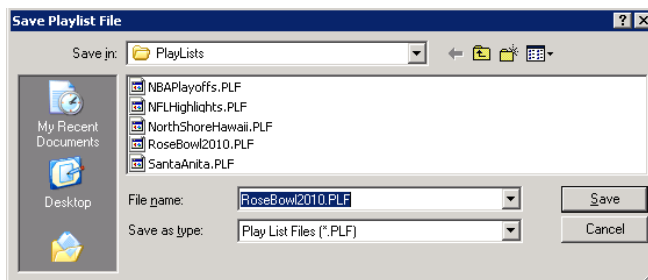 Save Playlist File
Save in: PlayLists
NBAPlayoffs.PLF
NFLHighlights.PLF
NorthShoreHawaii.PLF
RoseBowl2010.PLF
SantaAnita.PLF
My Recent
Documents
Desktop
File name: RoseBowl2010.PLF Save
Save as type: Play List Files (*.PLF) Cancel